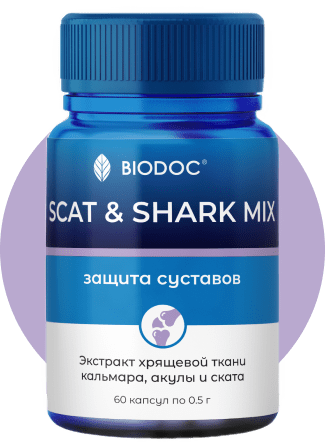 BIODOC®
SCAT & SHARK MIX
защита суставов
Экстракт хрящевой ткани
кальмара, акулы и ската
60 капсул по 0.5 г